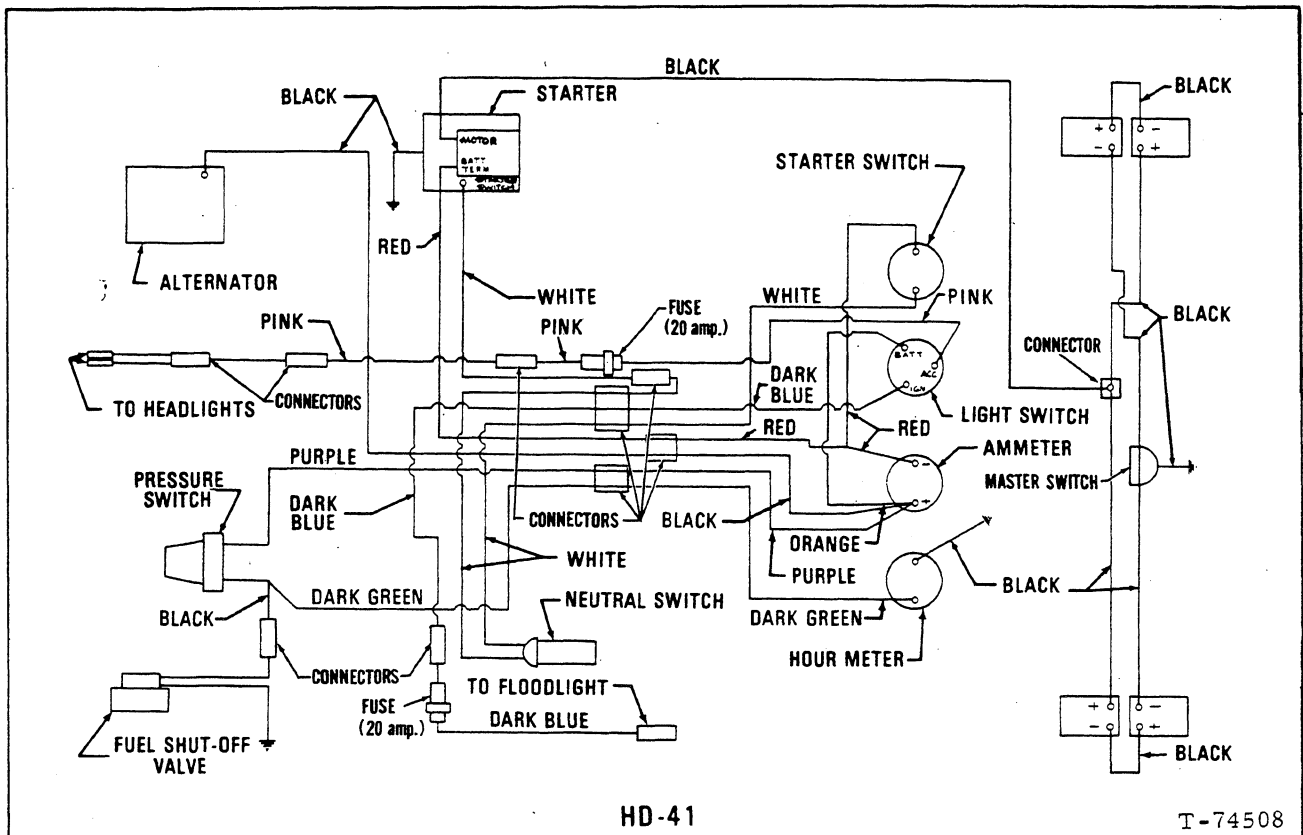 BLACK
BLACK
STARTER
BLACK
MOTOR
BATT
TERM
STARTER SWITCH
RED
ALTERNATOR
WHITE
WHITE
PINK
FUSE
(20 amp.)
PINK
PINK
BLACK
CONNECTOR
BATT
ACC
IGN
TO HEADLIGHTS
CONNECTORS
DARK
BLUE
LIGHT SWITCH
RED
RED
AMMETER
PURPLE
PRESSURE
SWITCH
MASTER SWITCH
DARK
BLUE
CONNECTORS
BLACK
ORANGE
PURPLE
WHITE
BLACK
DARK GREEN
NEUTRAL SWITCH
BLACK
DARK GREEN
HOUR METER
CONNECTORS
TO FLOODLIGHT
FUSE
(20 amp.)
DARK BLUE
FUEL SHUT-OFF
VALVE
BLACK
+ - - +
- +
+ - - +
HD-41
T-74508